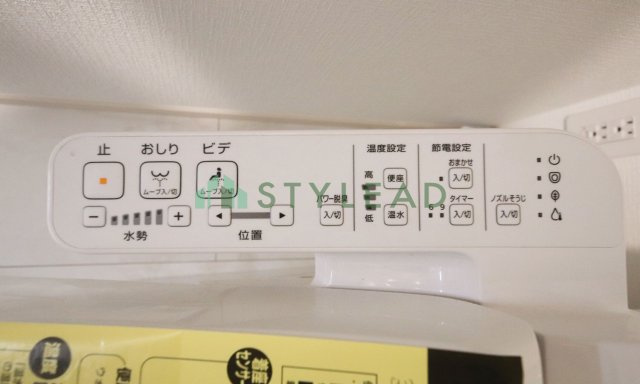 止 おしり ビデ
ムーブ入/切 ムーブ入/切
− + 水勢
位置
パワー脱臭
入/切
温度設定
高 便座
低 温水
節電設定
おまかせ
入/切
タイマー
6 9 入/切
ノズルそうじ
入/切
STYLEAD